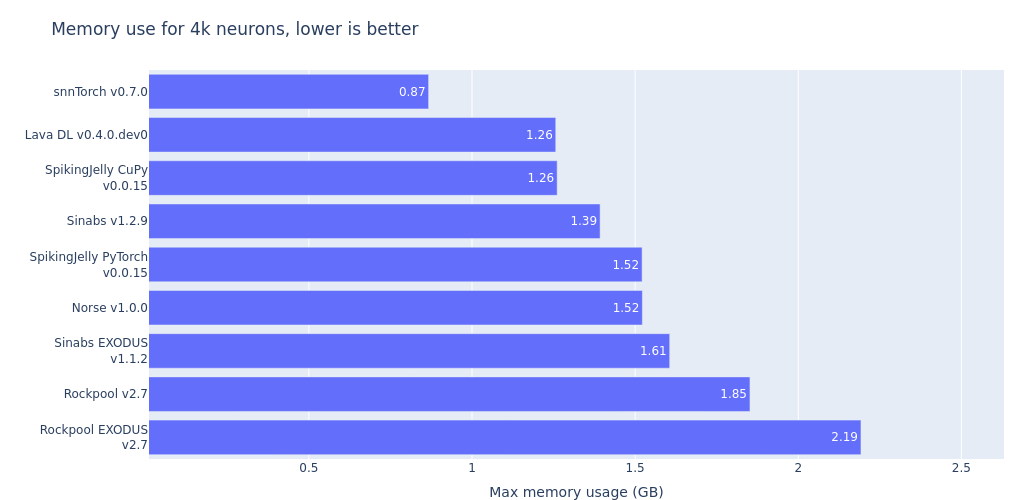 Memory use for 4k neurons, lower is better
snnTorch v0.7.0
0.87
Lava DL v0.4.0.dev0
1.26
SpikingJelly CuPy
v0.0.15
1.26
Sinabs v1.2.9
1.39
SpikingJelly PyTorch
v0.0.15
1.52
Norse v1.0.0
1.52
Sinabs EXODUS
v1.1.2
1.61
Rockpool v2.7
1.85
Rockpool EXODUS
v2.7
2.19
0.5
1
1.5
2
2.5
Max memory usage (GB)